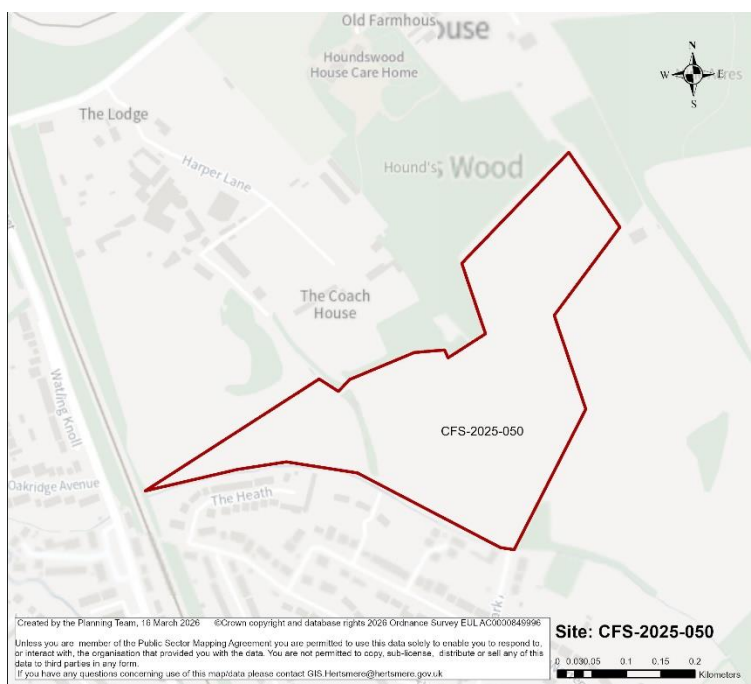 Old Farmhous
ouse
Houndswood
House Care Home
N
W E
S
The Lodge
Harper Lane
Hound's
Wood
The Coach
House
Watling Knoll
CFS-2025-050
Oakridge Avenue
The Heath
Created by the Planning Team, 16 March 2026 ©Crown copyright and database rights 2026 Ordnance Survey EUL AC0000849996
Unless you are member of the Public Sector Mapping Agreement you are permitted to use this data solely to enable you to respond to,
or interact with, the organisation that provided you with the data. You are not permitted to copy, sub-license, distribute or sell any of this
data to third parties in any form.
If you have any questions concerning use of this map/data please contact GIS.Hertsmere@hertsmere.gov.uk
Site: CFS-2025-050
0 0.03 0.05 0.1 0.15 0.2
Kilometers